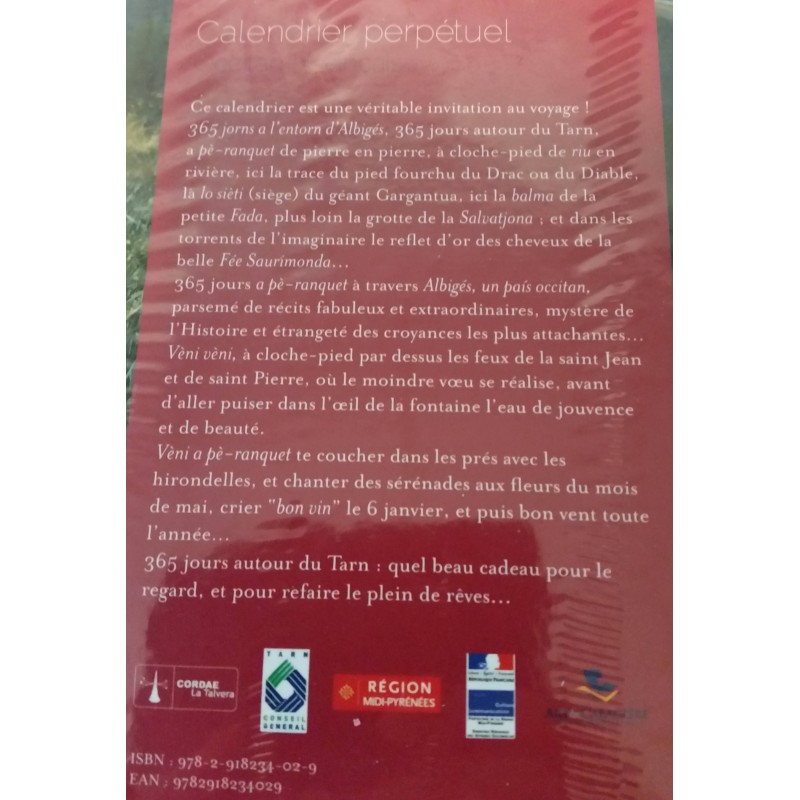 Calendrier perpétuel
Ce calendrier est une véritable invitation au voyage !
365 jorns a l'entorn d'Albigés, 365 jours autour du Tarn,
a pè-ranquet de pierre en pierre, à cloche-pied de riu en
rivière, ici la trace du pied fourchu du Drac ou du Diable,
là lo sièti (siège) du géant Gargantua, ici la balma de la
petite Fada, plus loin la grotte de la Salvatjona ; et dans les
torrents de l'imaginaire le reflet d'or des cheveux de la
belle Fée Saurimonda...
365 jours a pè-ranquet à travers Albigés, un país occitan,
parsemé de récits fabuleux et extraordinaires, mystère de
l'Histoire et étrangeté des croyances les plus attachantes...
Vèni vèni, à cloche-pied par dessus les feux de la saint Jean
et de saint Pierre, où le moindre vœu se réalise, avant
d'aller puiser dans l'œil de la fontaine l'eau de jouvence
et de beauté.
Vèni a pè-ranquet te coucher dans les prés avec les
hirondelles, et chanter des sérénades aux fleurs du mois
de mai, crier "bon vin" le 6 janvier, et puis bon vent toute
l'année...
365 jours autour du Tarn : quel beau cadeau pour le
regard, et pour refaire le plein de rêves...
CORDAE
La Talvera
TARN
CONSEIL
GENERAL
RÉGION
MIDI-PYRÉNÉES
Liberté • Égalité • Fraternité
RÉPUBLIQUE FRANÇAISE
Culture
Communication
ISBN : 978-2-918234-02-9
EAN : 9782918234029